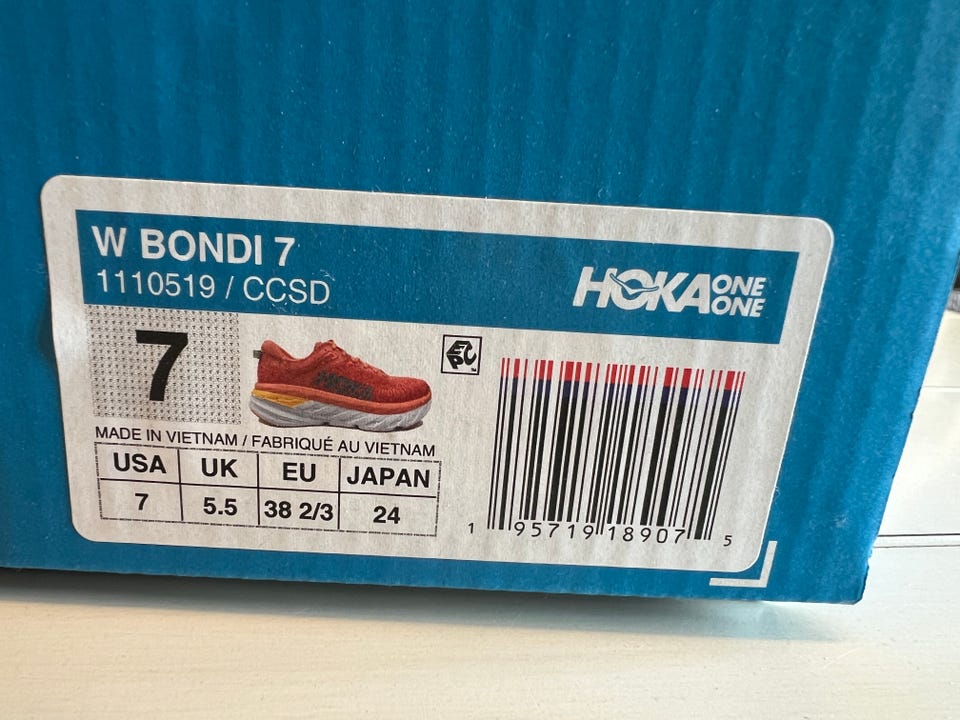 W BONDI 7
1110519 / CCSD
HOKA ONE ONE
7
EPC
MADE IN VIETNAM / FABRIQUÉ AU VIETNAM
USA UK EU JAPAN
7 5.5 38 2/3 24
1 95719 18907 5